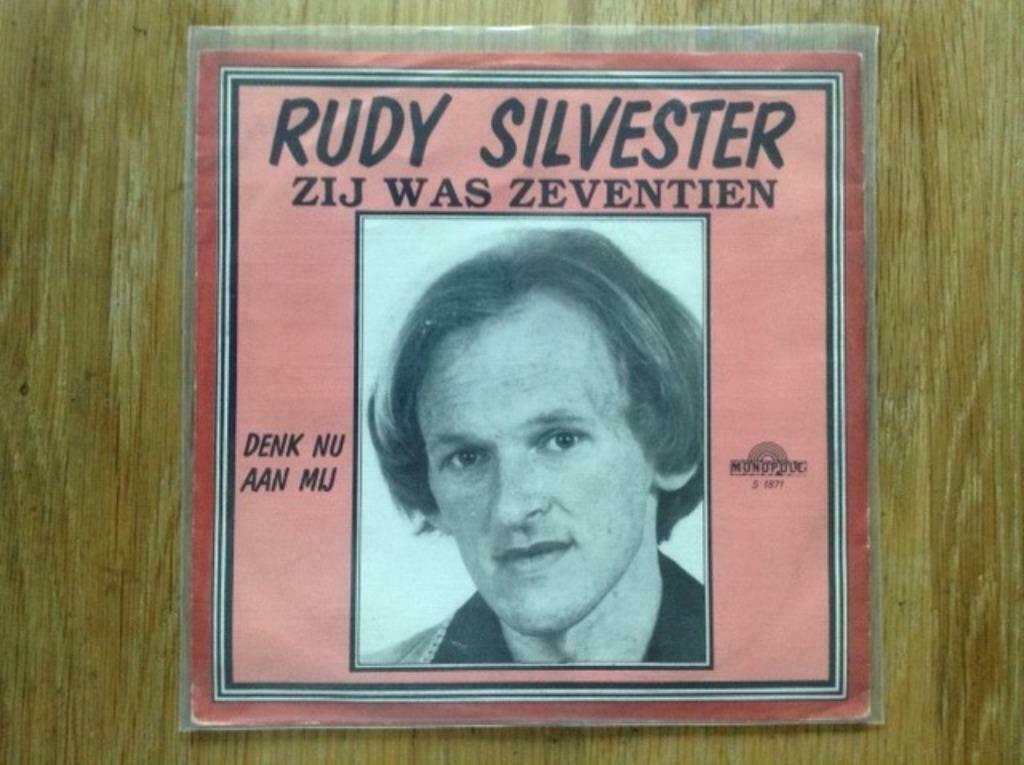 RUDY SILVESTER
ZIJ WAS ZEVENTIEN
DENK NU
AAN MIJ
MONOPOLE
S 1871